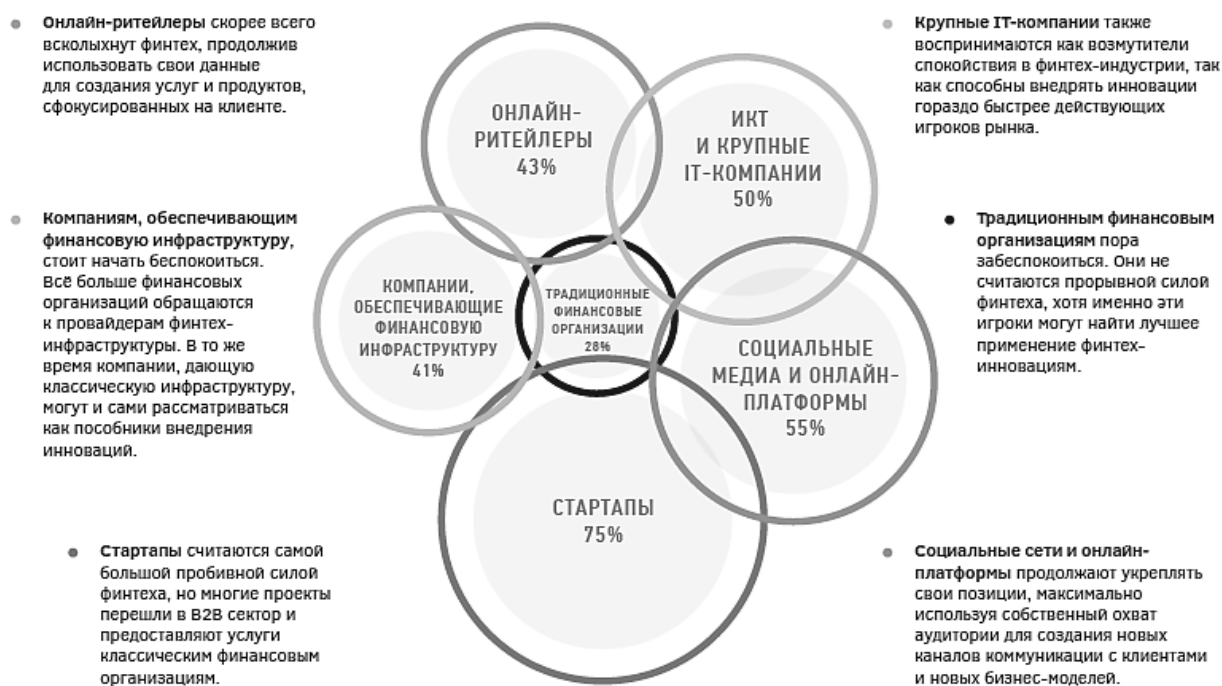 Онлайн-ритейлеры скорее всего
всколыхнут финтех, продолжив
использовать свои данные
для создания услуг и продуктов,
сфокусированных на клиенте.
Компаниям, обеспечивающим
финансовую инфраструктуру,
стоит начать беспокоиться.
Всё больше финансовых
организаций обращаются
к провайдерам финтех-
инфраструктуры. В то же
время компании, дающую
классическую инфраструктуру,
могут и сами рассматриваться
как пособники внедрения
инноваций.
Стартапы считаются самой
большой пробивной силой
финтеха, но многие проекты
перешли в B2B сектор и
предоставляют услуги
классическим финансовым
организациям.
ОНЛАЙН-
РИТЕЙЛЕРЫ
43%
ИКТ
И КРУПНЫЕ
IT-КОМПАНИИ
50%
КОМПАНИИ,
ОБЕСПЕЧИВАЮЩИЕ
ФИНАНСОВУЮ
ИНФРАСТРУКТУРУ
41%
ТРАДИЦИОННЫЕ
ФИНАНСОВЫЕ
ОРГАНИЗАЦИИ
28%
СОЦИАЛЬНЫЕ
МЕДИА И ОНЛАЙН-
ПЛАТФОРМЫ
55%
СТАРТАПЫ
75%
Крупные IT-компании также
воспринимаются как возмутители
спокойствия в финтех-индустрии, так
как способны внедрять инновации
гораздо быстрее действующих
игроков рынка.
Традиционным финансовым
организациям пора
забеспокоиться. Они не
считаются прорывной силой
финтеха, хотя именно эти
игроки могут найти лучшее
применение финтех-
инновациям.
Социальные сети и онлайн-
платформы продолжают укреплять
свои позиции, максимально
используя собственный охват
аудитории для создания новых
каналов коммуникации с клиентами
и новых бизнес-моделей.